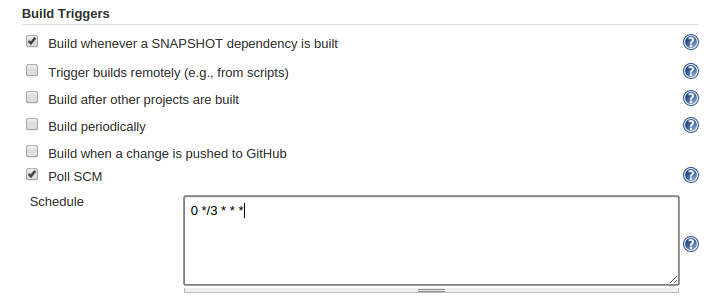 Build Triggers
Build whenever a SNAPSHOT dependency is built
Trigger builds remotely (e.g., from scripts)
Build after other projects are built
Build periodically
Build when a change is pushed to GitHub
Poll SCM
Schedule
0 */3 * * *